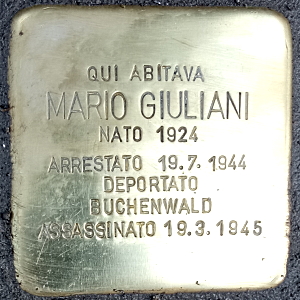 QUI ABITAVA
MARIO GIULIANI
NATO 1924
ARRESTATO 19.7.1944
DEPORTATO
BUCHENWALD
ASSASSINATO 19.3.1945